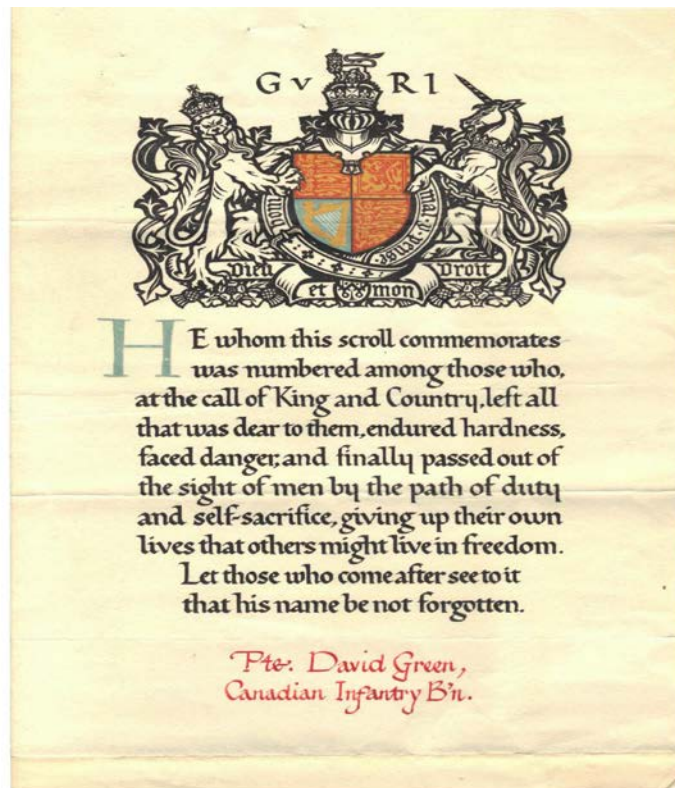 G V R I
Dieu et mon Droit
HE whom this scroll commemorates
was numbered among those who,
at the call of King and Country, left all
that was dear to them, endured hardness,
faced danger, and finally passed out of
the sight of men by the path of duty
and self-sacrifice, giving up their own
lives that others might live in freedom.
Let those who come after see to it
that his name be not forgotten.
Pte. David Green,
Canadian Infantry B'n.